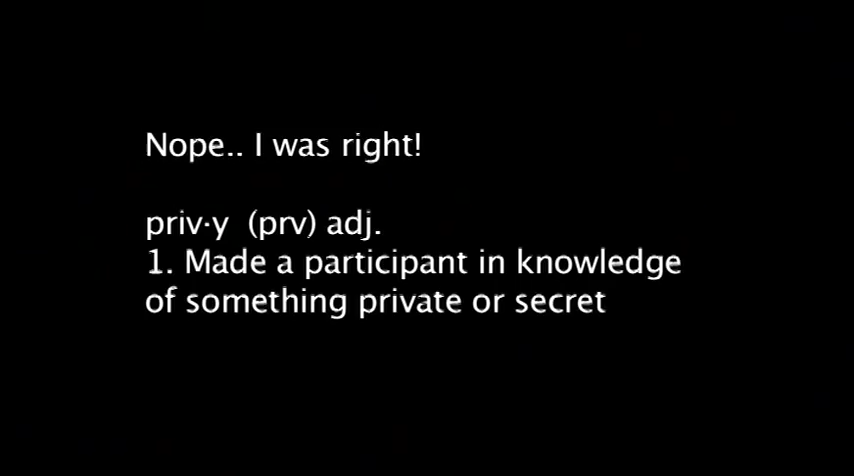 Nope.. I was right!
priv·y (prv) adj.
1. Made a participant in knowledge
of something private or secret